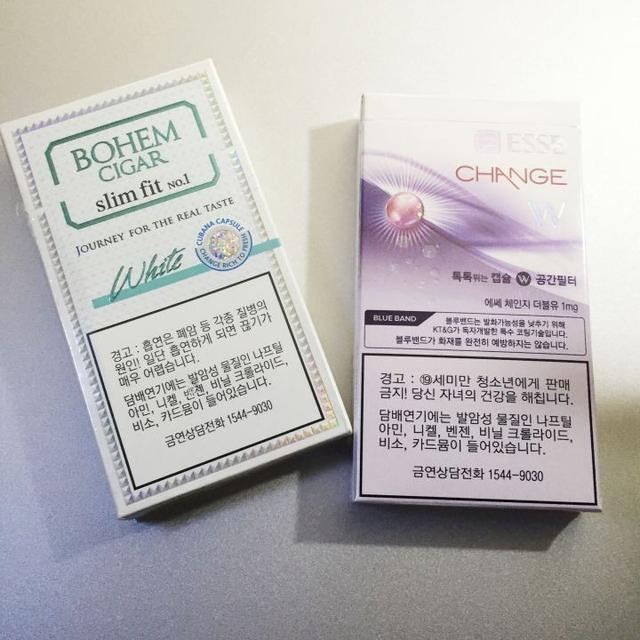 BOHEM
CIGAR
slim fit No.1
JOURNEY FOR THE REAL TASTE
White
CUBANA CAPSULE
CHANGE RICH TO FRESH
경고 : 흡연은 폐암 등 각종 질병의
원인! 일단 흡연하게 되면 끊기가
매우 어렵습니다.
담배연기에는 발암성 물질인 나프틸
아민, 니켈, 벤젠, 비닐 크롤라이드,
비소, 카드뮴이 들어있습니다.
금연상담전화 1544-9030
ESSE
CHANGE
W
톡톡튀는 캡슐 W 공간필터
에쎄 체인지 더블유 1mg
BLUE BAND
블루밴드는 발화가능성을 낮추기 위해
KT&G가 독자개발한 특수 코팅기술입니다.
블루밴드가 화재를 완전히 예방하지는 않습니다.
경고 : ⑲세미만 청소년에게 판매
금지! 당신 자녀의 건강을 해칩니다.
담배연기에는 발암성 물질인 나프틸
아민, 니켈, 벤젠, 비닐 크롤라이드,
비소, 카드뮴이 들어있습니다.
금연상담전화 1544-9030